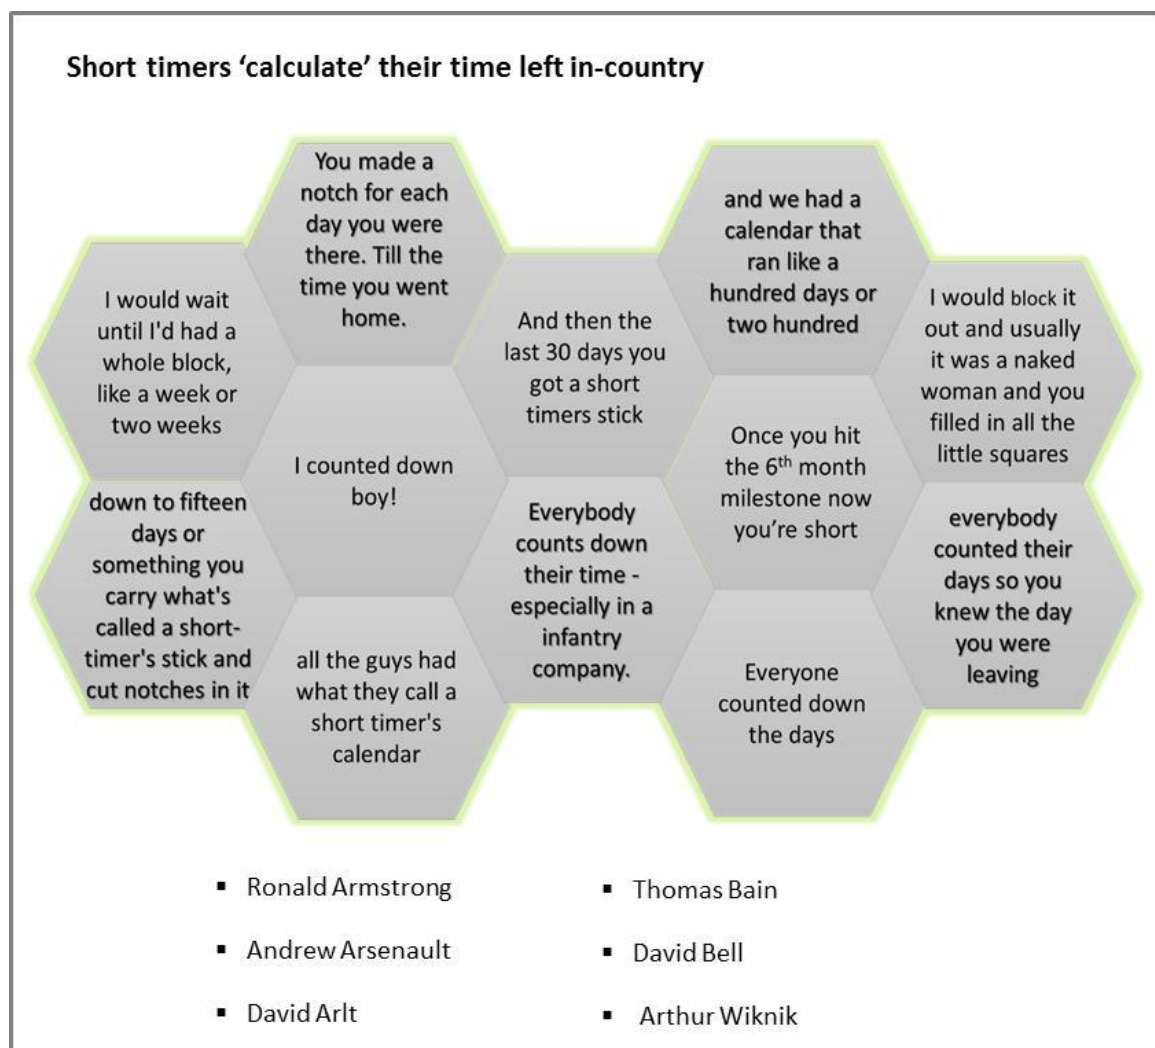 Short timers ‘calculate’ their time left in-country
You made a
notch for each
day you were
there. Till the
time you went
home.
and we had a
calendar that
ran like a
hundred days or
two hundred
I would wait
until I'd had a
whole block,
like a week or
two weeks
And then the
last 30 days you
got a short
timers stick
I would block it
out and usually
it was a naked
woman and you
filled in all the
little squares
I counted down
boy!
Once you hit
the 6th month
milestone now
you’re short
down to fifteen
days or
something you
carry what's
called a short-
timer's stick and
cut notches in it
Everybody
counts down
their time -
especially in a
infantry
company.
everybody
counted their
days so you
knew the day
you were
leaving
all the guys had
what they call a
short timer's
calendar
Everyone
counted down
the days
▪ Ronald Armstrong
▪ Andrew Arsenault
▪ David Arlt
▪ Thomas Bain
▪ David Bell
▪ Arthur Wiknik